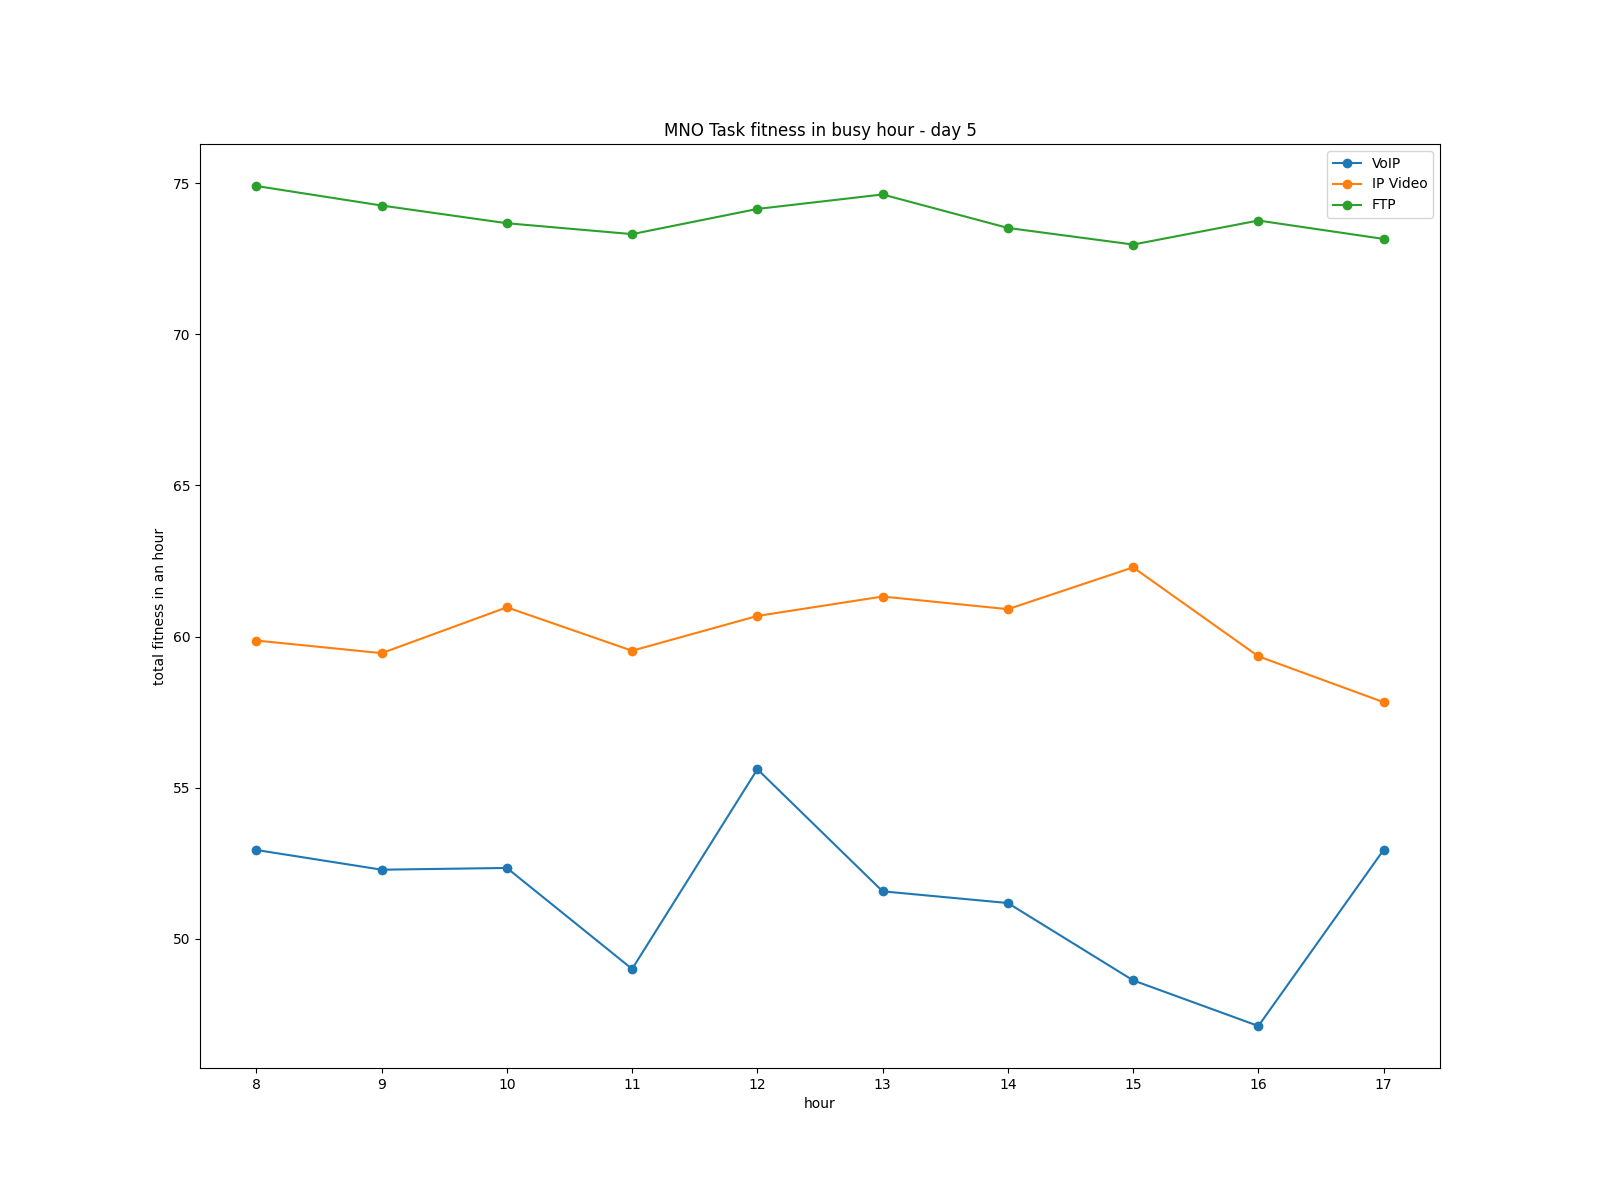 MNO Task fitness in busy hour - day 5
VoIP
IP Video
FTP
75
70
65
60
55
50
total fitness in an hour
8 9 10 11 12 13 14 15 16 17
hour